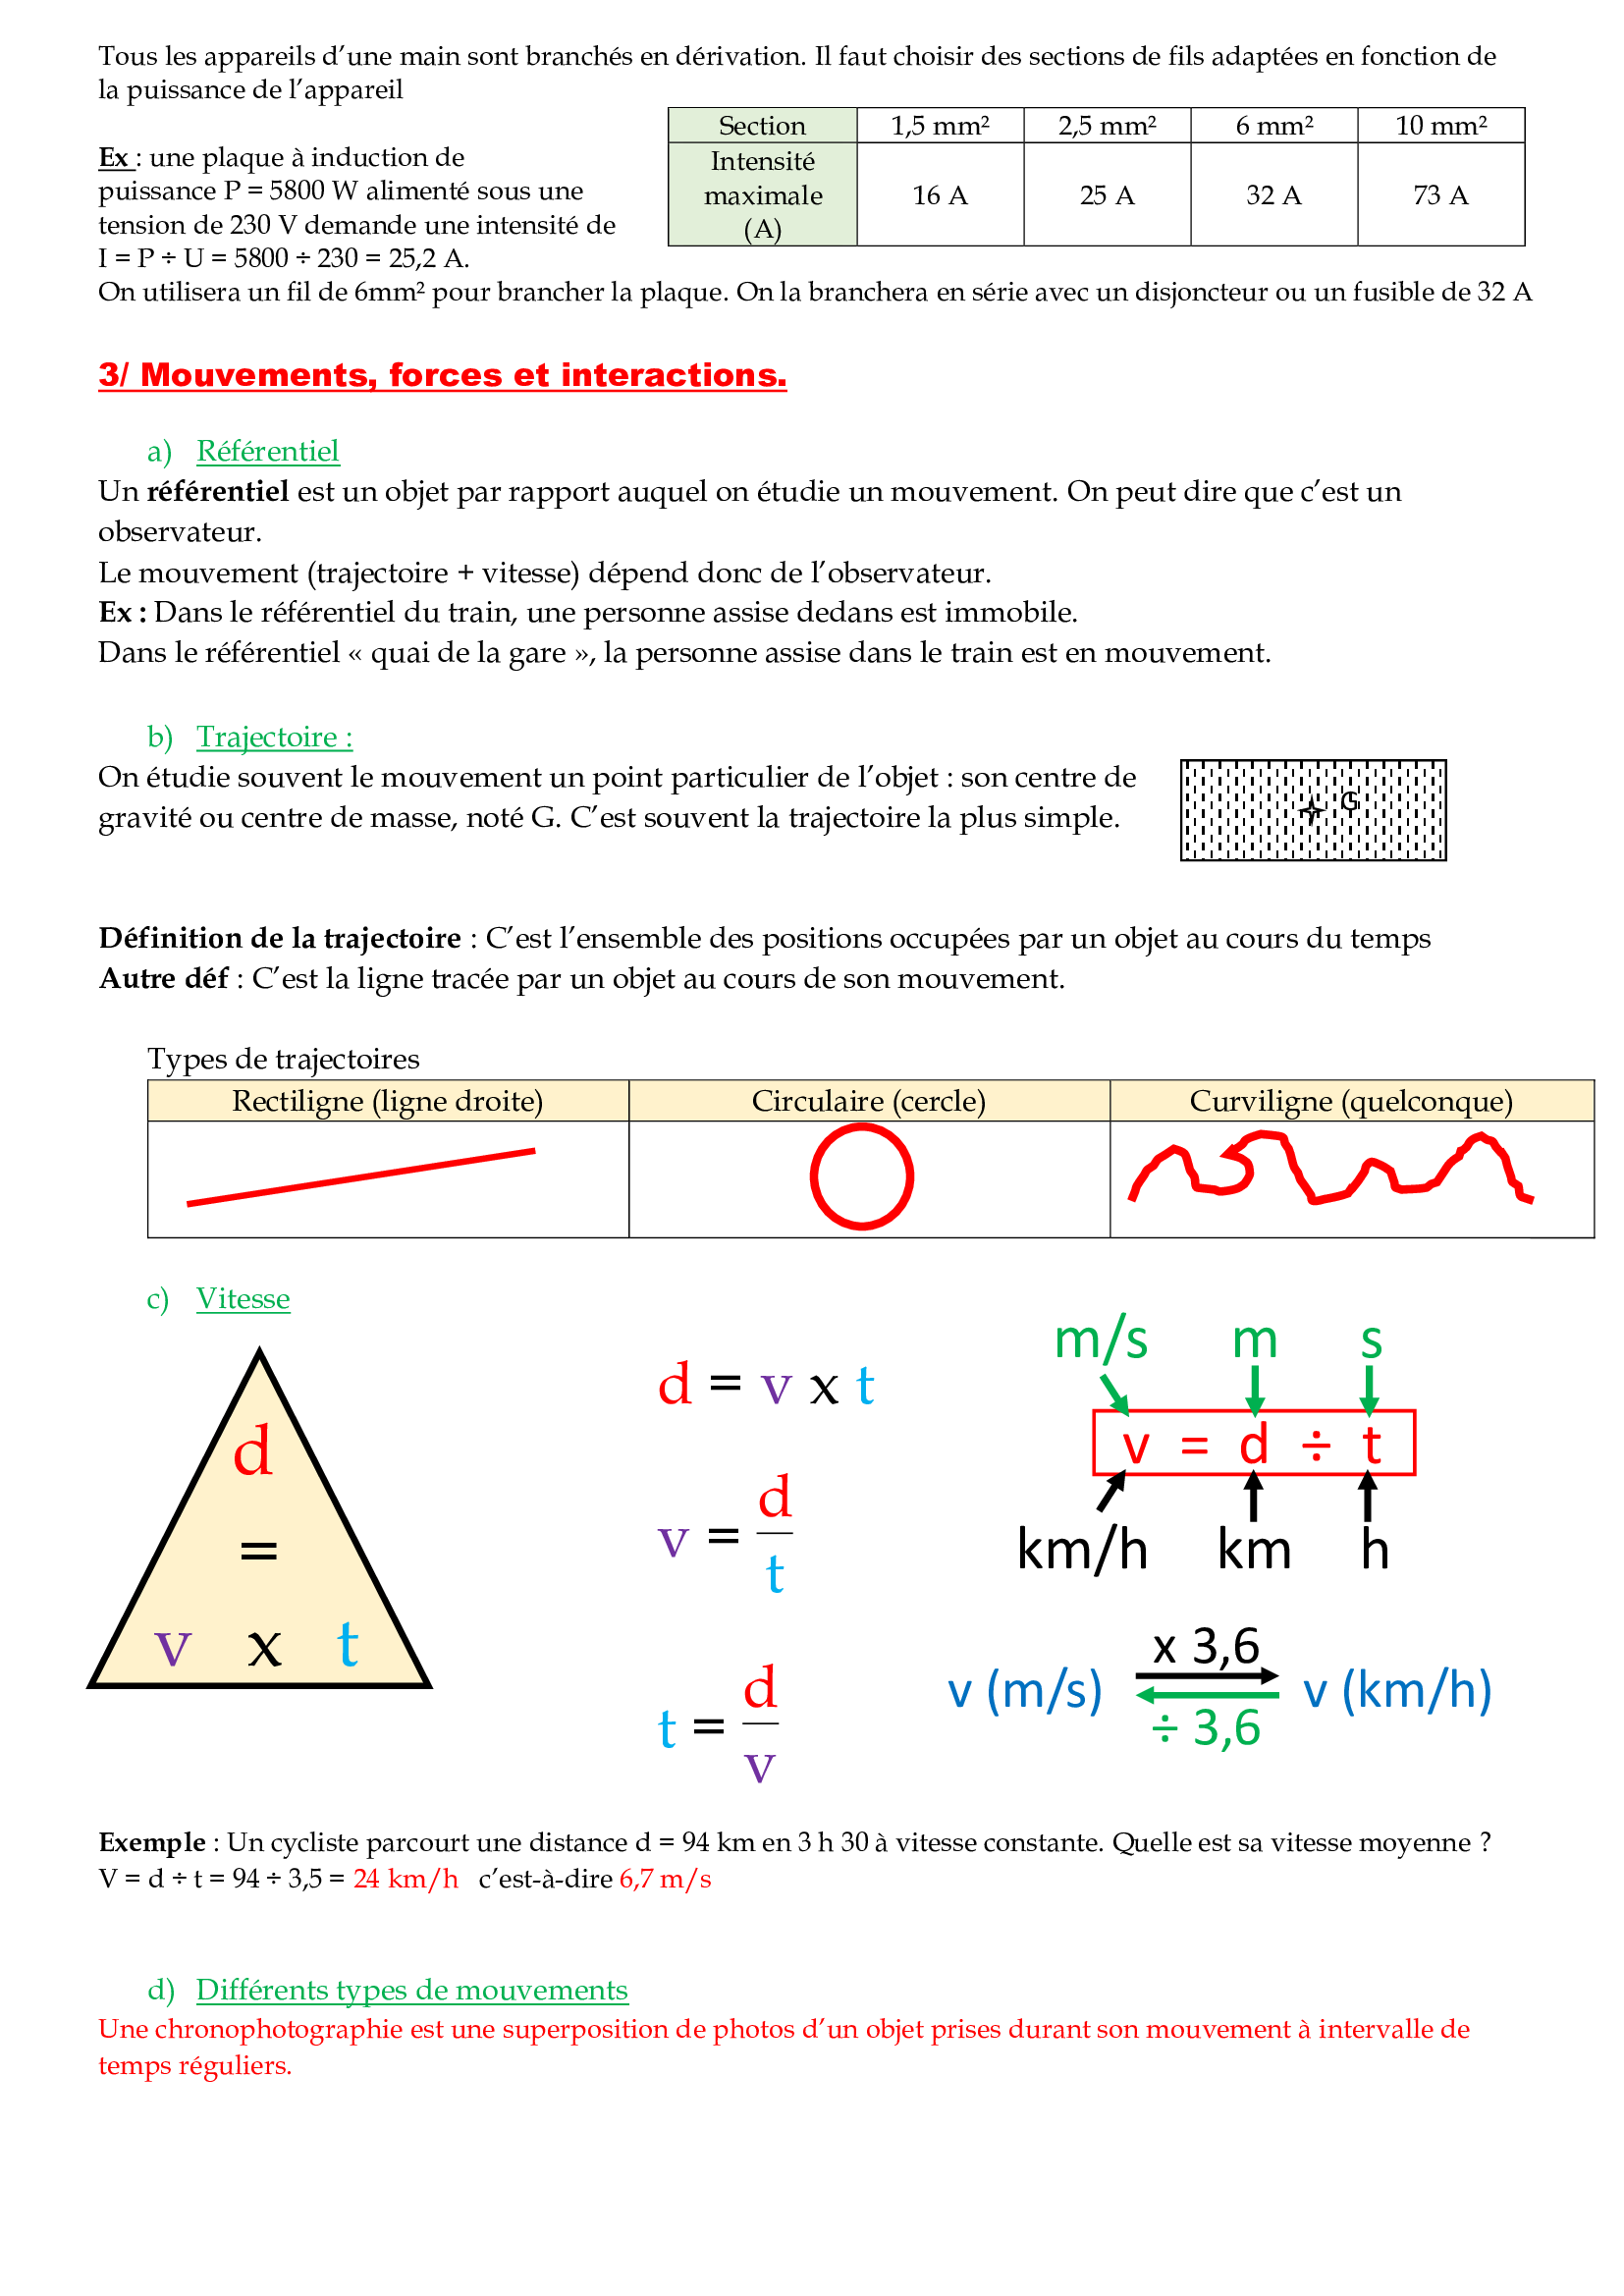 Tous les appareils d’une main sont branchés en dérivation. Il faut choisir des sections de fils adaptées en fonction de
la puissance de l’appareil
Section 1,5 mm² 2,5 mm² 6 mm² 10 mm²
Intensité
maximale
(A)
16 A 25 A 32 A 73 A
Ex : une plaque à induction de
puissance P = 5800 W alimenté sous une
tension de 230 V demande une intensité de
I = P ÷ U = 5800 ÷ 230 = 25,2 A.
On utilisera un fil de 6mm² pour brancher la plaque. On la branchera en série avec un disjoncteur ou un fusible de 32 A
3/ Mouvements, forces et interactions.
a) Référentiel
Un référentiel est un objet par rapport auquel on étudie un mouvement. On peut dire que c’est un
observateur.
Le mouvement (trajectoire + vitesse) dépend donc de l’observateur.
Ex : Dans le référentiel du train, une personne assise dedans est immobile.
Dans le référentiel « quai de la gare », la personne assise dans le train est en mouvement.
b) Trajectoire :
On étudie souvent le mouvement un point particulier de l’objet : son centre de
gravité ou centre de masse, noté G. C’est souvent la trajectoire la plus simple.
G
Définition de la trajectoire : C’est l’ensemble des positions occupées par un objet au cours du temps
Autre déf : C’est la ligne tracée par un objet au cours de son mouvement.
Types de trajectoires
Rectiligne (ligne droite) Circulaire (cercle) Curviligne (quelconque)
c) Vitesse
d
=
v x t
d = v x t
v = d/t
t = d/v
m/s m s
v = d ÷ t
km/h km h
x 3,6
v (m/s) v (km/h)
÷ 3,6
Exemple : Un cycliste parcourt une distance d = 94 km en 3 h 30 à vitesse constante. Quelle est sa vitesse moyenne ?
V = d ÷ t = 94 ÷ 3,5 = 24 km/h c’est-à-dire 6,7 m/s
d) Différents types de mouvements
Une chronophotographie est une superposition de photos d’un objet prises durant son mouvement à intervalle de
temps réguliers.